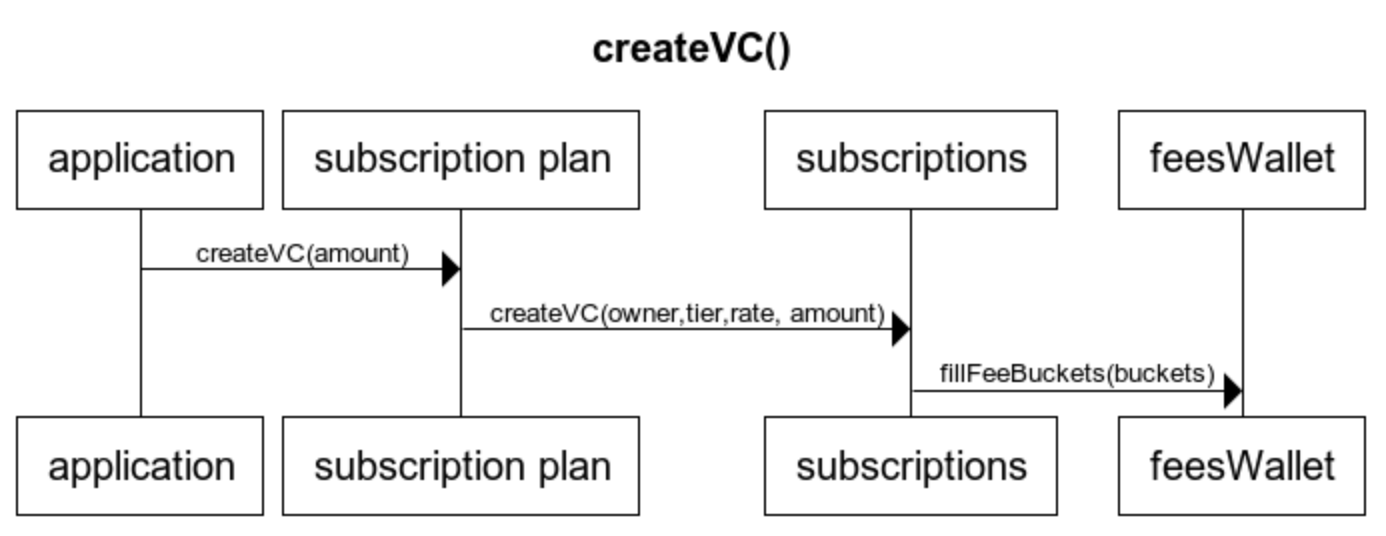 createVC()
application
subscription plan
subscriptions
feesWallet
createVC(amount)
createVC(owner,tier,rate, amount)
fillFeeBuckets(buckets)
application
subscription plan
subscriptions
feesWallet